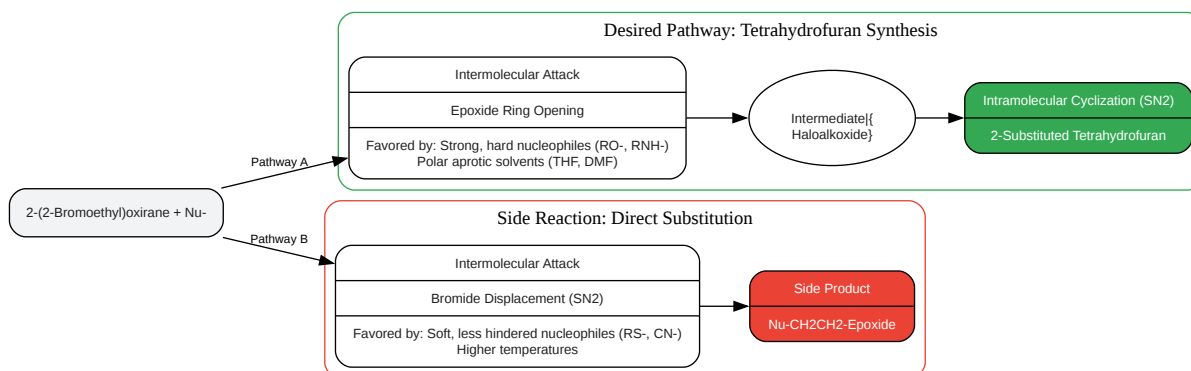 Desired Pathway: Tetrahydrofuran Synthesis
Intermolecular Attack
Epoxide Ring Opening
Favored by: Strong, hard nucleophiles (RO-, RNH-)
Polar aprotic solvents (THF, DMF)
Intermediate|{
Haloalkoxide}
Intramolecular Cyclization (SN2)
2-Substituted Tetrahydrofuran
Pathway A
2-(2-Bromoethyl)oxirane + Nu-
Pathway B
Side Reaction: Direct Substitution
Intermolecular Attack
Bromide Displacement (SN2)
Favored by: Soft, less hindered nucleophiles (RS-, CN-)
Higher temperatures
Side Product
Nu-CH2CH2-Epoxide